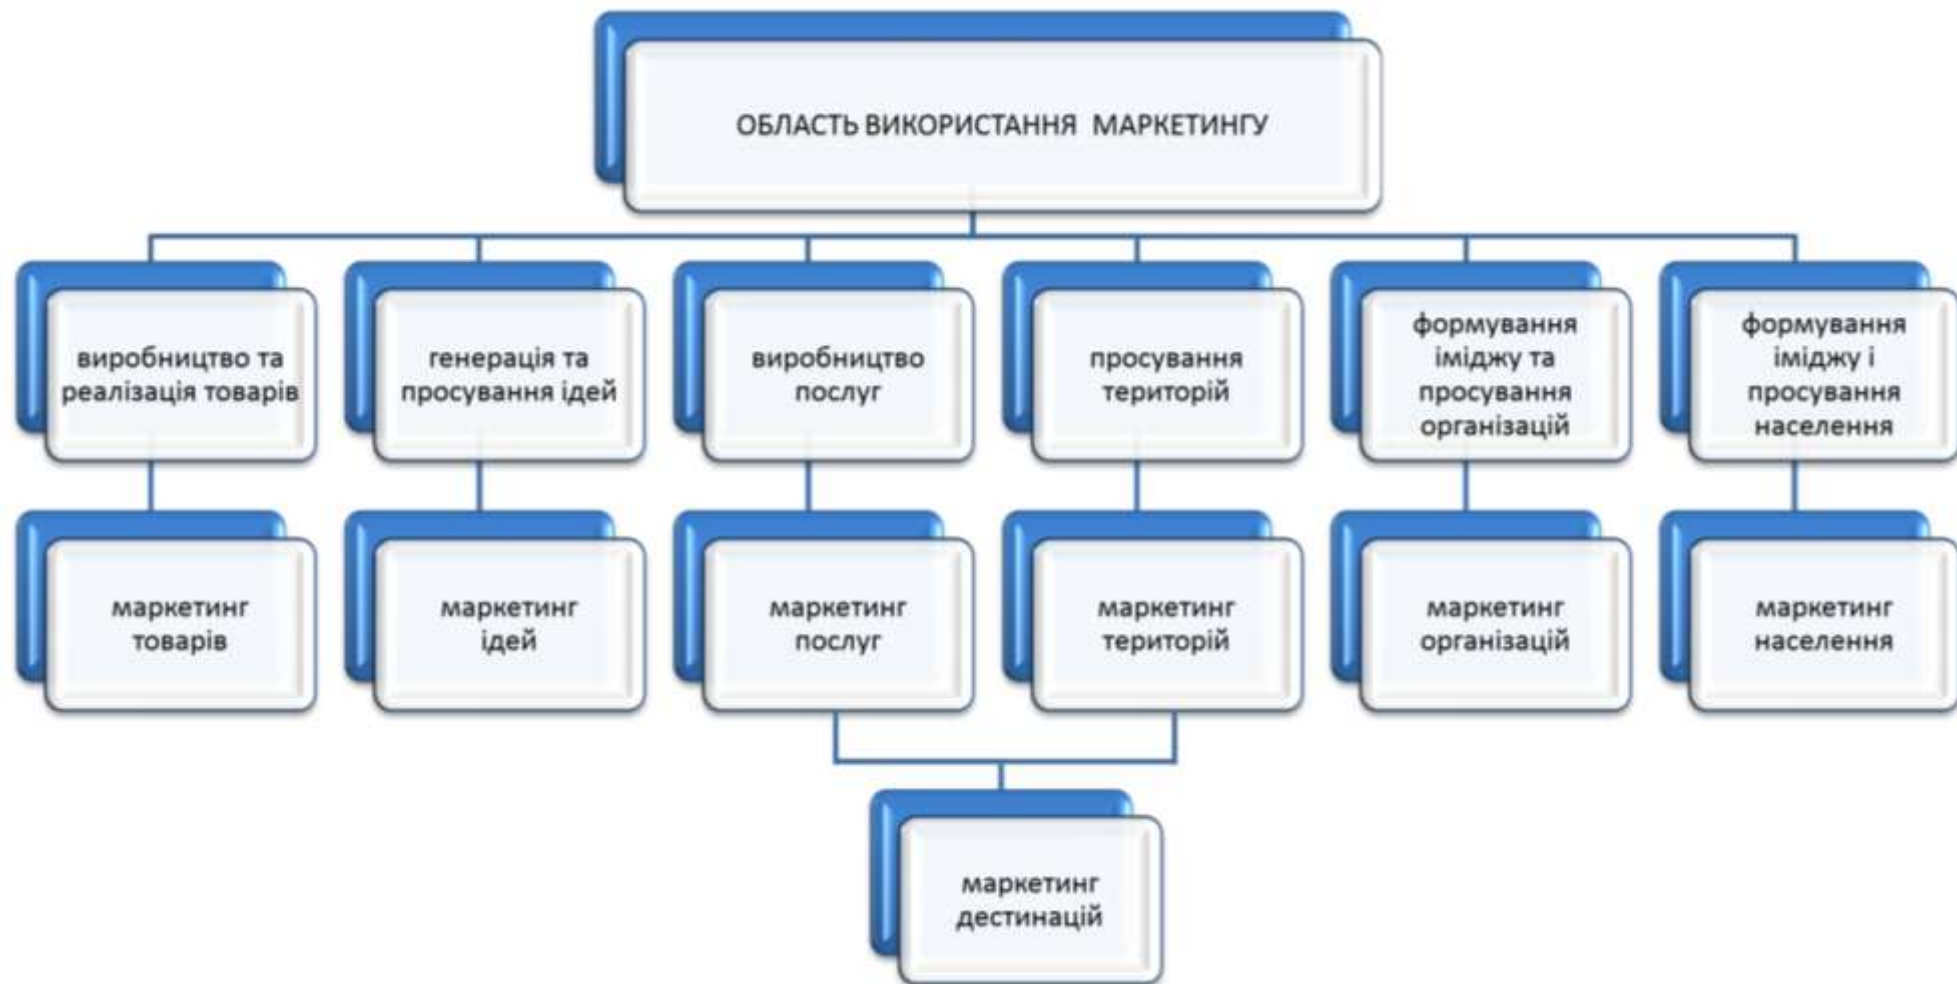 ОБЛАСТЬ ВИКОРИСТАННЯ МАРКЕТИНГУ
виробництво та
реалізація товарів
генерація та
просування ідей
виробництво
послуг
просування
територій
формування
іміджу та
просування
організацій
формування
іміджу і
просування
населення
маркетинг
товарів
маркетинг
ідей
маркетинг
послуг
маркетинг
територій
маркетинг
організацій
маркетинг
населення
маркетинг
дестинацій